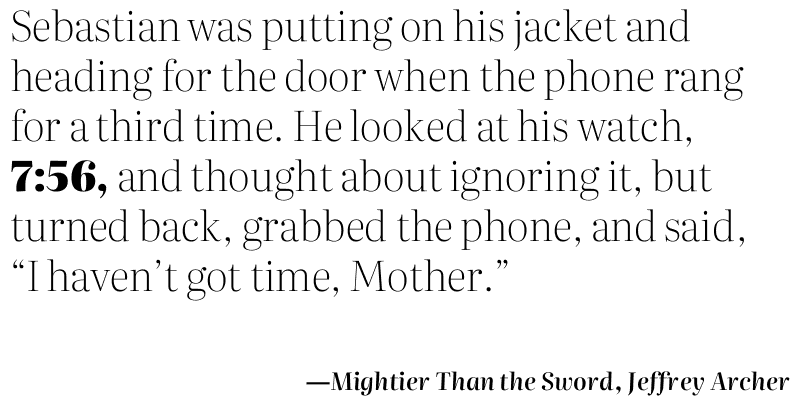 Sebastian was putting on his jacket and
heading for the door when the phone rang
for a third time. He looked at his watch,
7:56, and thought about ignoring it, but
turned back, grabbed the phone, and said,
“I haven’t got time, Mother.”
—Mightier Than the Sword, Jeffrey Archer